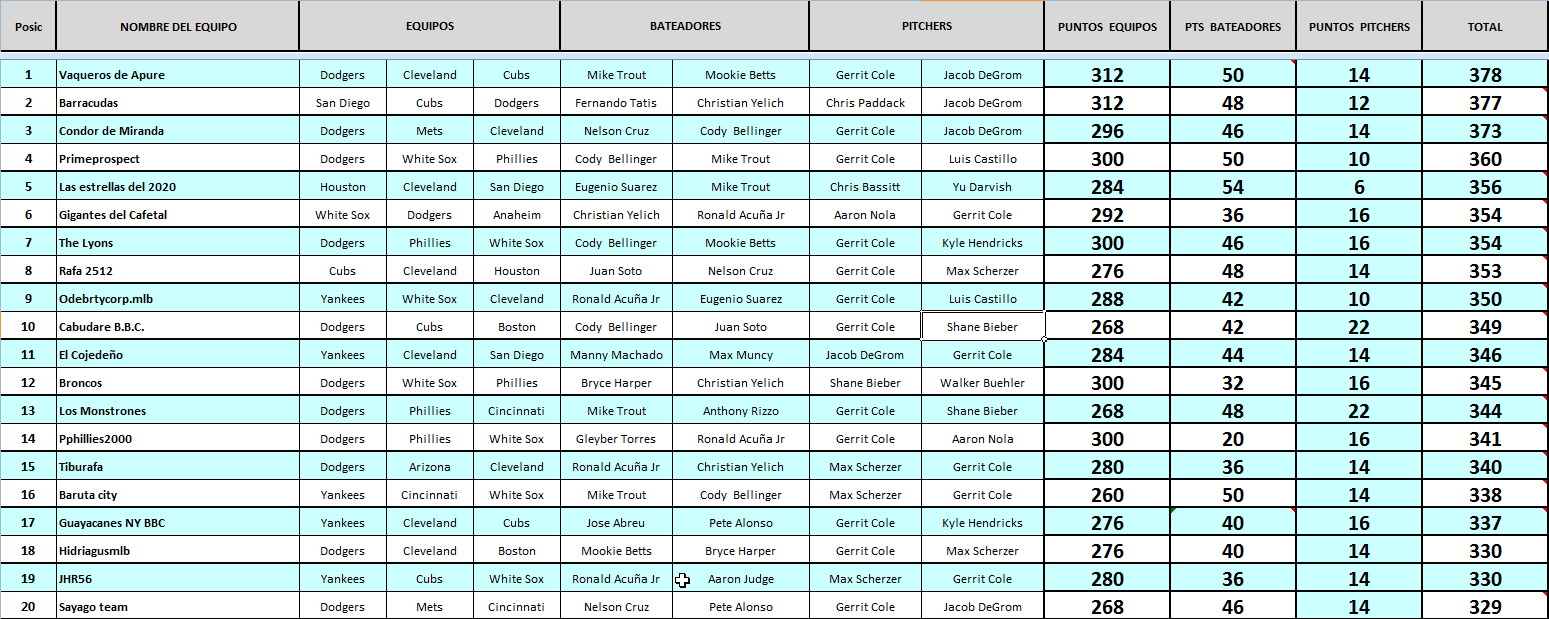 Posic NOMBRE DEL EQUIPO EQUIPOS BATEADORES PITCHERS PUNTOS EQUIPOS PTS BATEADORES PUNTOS PITCHERS TOTAL
1 Vaqueros de Apure Dodgers Cleveland Cubs Mike Trout Mookie Betts Gerrit Cole Jacob DeGrom 312 50 14 378
2 Barracudas San Diego Cubs Dodgers Fernando Tatis Christian Yelich Chris Paddack Jacob DeGrom 312 48 12 377
3 Condor de Miranda Dodgers Mets Cleveland Nelson Cruz Cody Bellinger Gerrit Cole Jacob DeGrom 296 46 14 373
4 Primeprospect Dodgers White Sox Phillies Cody Bellinger Mike Trout Gerrit Cole Luis Castillo 300 50 10 360
5 Las estrellas del 2020 Houston Cleveland San Diego Eugenio Suarez Mike Trout Chris Bassitt Yu Darvish 284 54 6 356
6 Gigantes del Cafetal White Sox Dodgers Anaheim Christian Yelich Ronald Acuña Jr Aaron Nola Gerrit Cole 292 36 16 354
7 The Lyons Dodgers Phillies White Sox Cody Bellinger Mookie Betts Gerrit Cole Kyle Hendricks 300 46 16 354
8 Rafa 2512 Cubs Cleveland Houston Juan Soto Nelson Cruz Gerrit Cole Max Scherzer 276 48 14 353
9 Odebrtycorp.mlb Yankees White Sox Cleveland Ronald Acuña Jr Eugenio Suarez Gerrit Cole Luis Castillo 288 42 10 350
10 Cabudare B.B.C. Dodgers Cubs Boston Cody Bellinger Juan Soto Gerrit Cole Shane Bieber 268 42 22 349
11 El Cojedeño Yankees Cleveland San Diego Manny Machado Max Muncy Jacob DeGrom Gerrit Cole 284 44 14 346
12 Broncos Dodgers White Sox Phillies Bryce Harper Christian Yelich Shane Bieber Walker Buehler 300 32 16 345
13 Los Monstrones Dodgers Phillies Cincinnati Mike Trout Anthony Rizzo Gerrit Cole Shane Bieber 268 48 22 344
14 Pphillies2000 Dodgers Phillies White Sox Gleyber Torres Ronald Acuña Jr Gerrit Cole Aaron Nola 300 20 16 341
15 Tiburafa Dodgers Arizona Cleveland Ronald Acuña Jr Christian Yelich Max Scherzer Gerrit Cole 280 36 14 340
16 Baruta city Yankees Cincinnati White Sox Mike Trout Cody Bellinger Max Scherzer Gerrit Cole 260 50 14 338
17 Guayacanes NY BBC Yankees Cleveland Cubs Jose Abreu Pete Alonso Gerrit Cole Kyle Hendricks 276 40 16 337
18 Hidriagusmlb Dodgers Cleveland Boston Mookie Betts Bryce Harper Gerrit Cole Max Scherzer 276 40 14 330
19 JHR56 Yankees Cubs White Sox Ronald Acuña Jr Aaron Judge Max Scherzer Gerrit Cole 280 36 14 330
20 Sayago team Dodgers Mets Cincinnati Nelson Cruz Pete Alonso Gerrit Cole Jacob DeGrom 268 46 14 329